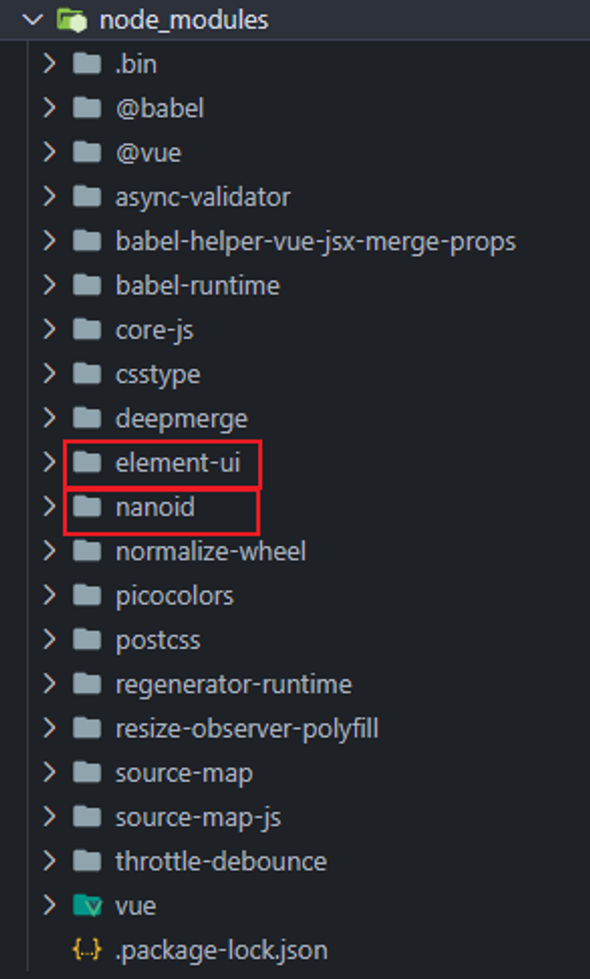 node_modules
.bin
@babel
@vue
async-validator
babel-helper-vue-jsx-merge-props
babel-runtime
core-js
csstype
deepmerge
element-ui
nanoid
normalize-wheel
picocolors
postcss
regenerator-runtime
resize-observer-polyfill
source-map
source-map-js
throttle-debounce
vue
{..} .package-lock.json